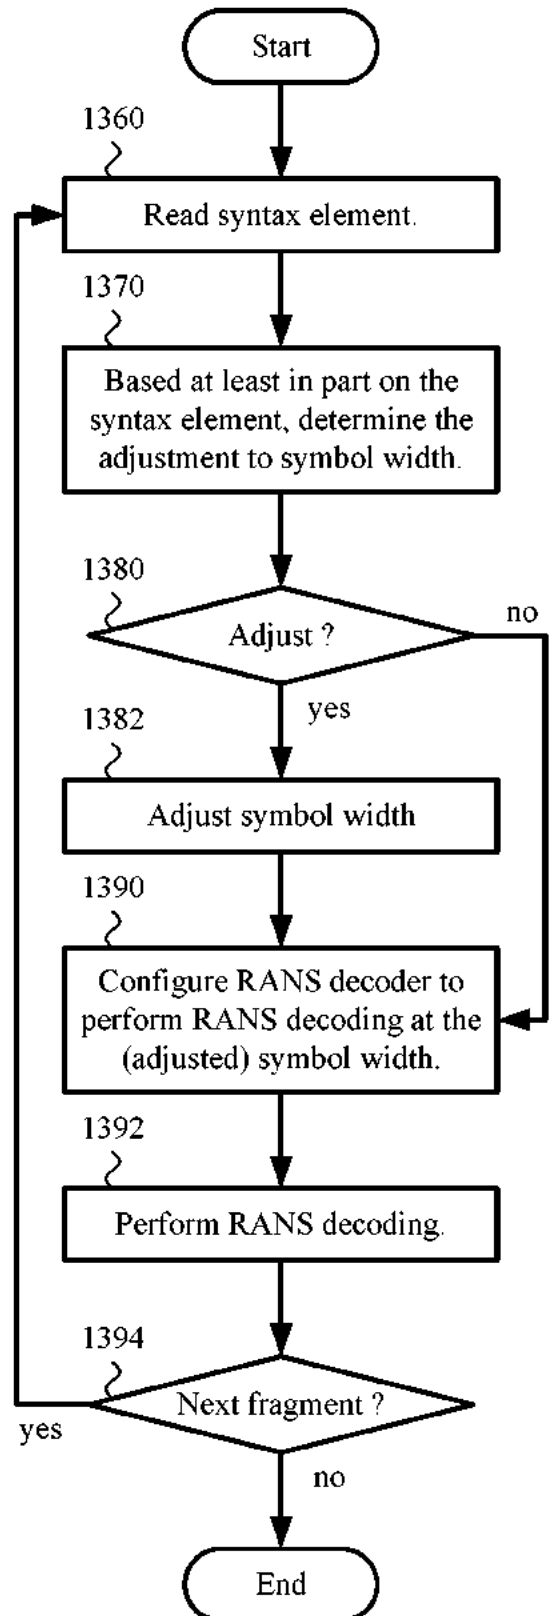 Start
1360
Read syntax element.
1370
Based at least in part on the
syntax element, determine the
adjustment to symbol width.
1380
Adjust ?
no
yes
1382
Adjust symbol width
1390
Configure RANS decoder to
perform RANS decoding at the
(adjusted) symbol width.
1392
Perform RANS decoding.
1394
Next fragment ?
yes
no
End